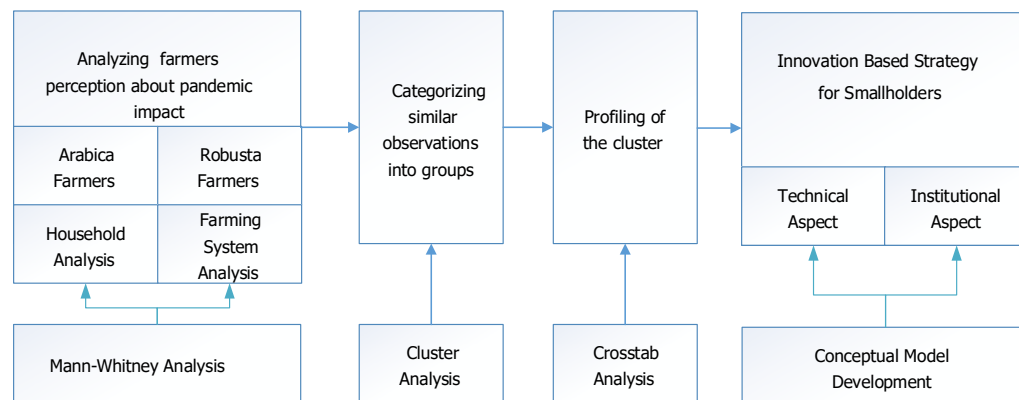 Analyzing farmers
perception about pandemic
impact
Arabica
Farmers
Robusta
Farmers
Household
Analysis
Farming
System
Analysis
Mann-Whitney Analysis
Categorizing
similar
observations
into groups
Cluster
Analysis
Profiling of
the cluster
Crosstab
Analysis
Innovation Based Strategy
for Smallholders
Technical
Aspect
Institutional
Aspect
Conceptual Model
Development